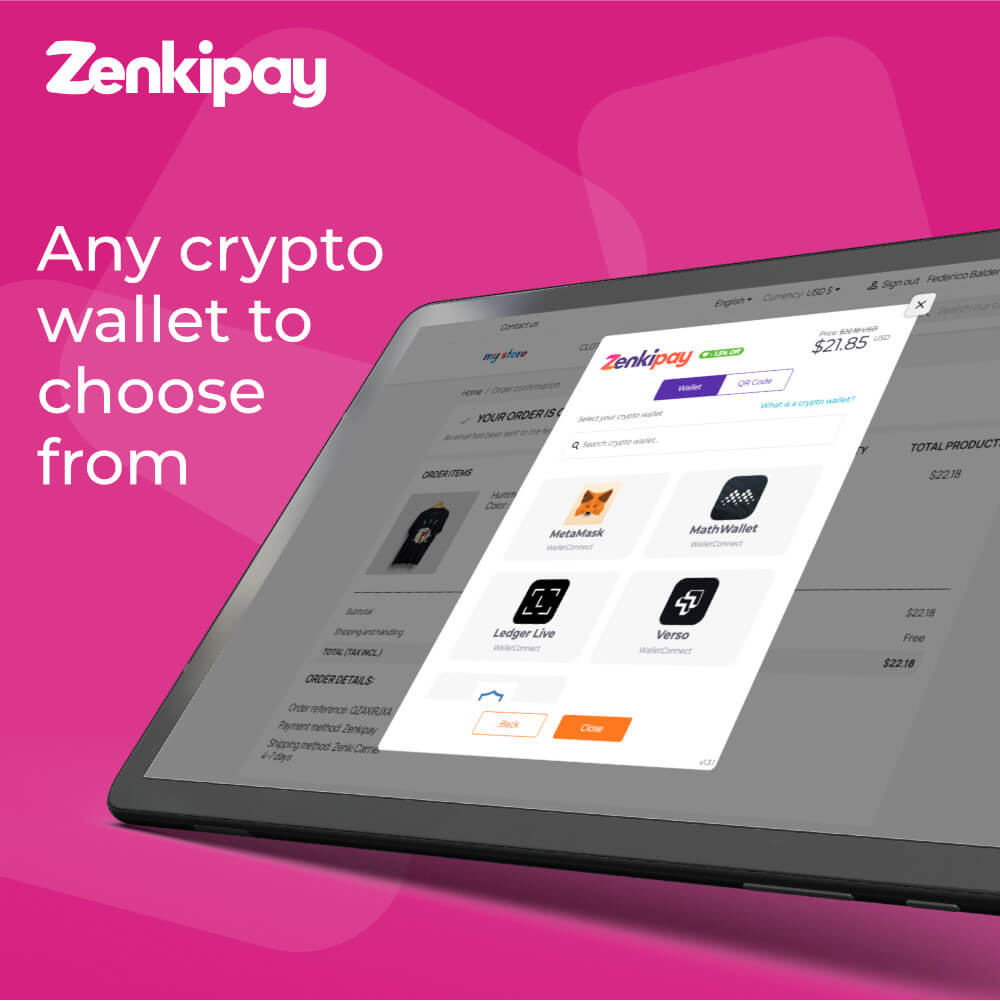 Zenkipay
Any crypto
wallet to
choose
from
English
Currency: USD $
Sign out
Federico Balder
Contact us
Search our
my store
CLOT
Home / Order confirmation
YOUR ORDER IS C
An email has been sent to the
ORDER ITEMS
TY
TOTAL PRODUCT
Humm
Color:
$22.18
Subtotal
$22.18
Shipping and handling
Free
TOTAL (TAX INCL.)
$22.18
ORDER DETAILS:
Order reference: QZAXIRJXA
Payment method: Zenkipay
Shipping method: Zenki Carrier
4-7 days
Zenkipay
1.5% Off
Price: $22.18 USD
$21.85 USD
Wallet
QR Code
Select your crypto wallet
What is a crypto wallet?
Search crypto wallet...
MetaMask
WalletConnect
MathWallet
WalletConnect
Ledger Live
WalletConnect
Verso
WalletConnect
Back
Close
v1.3.1